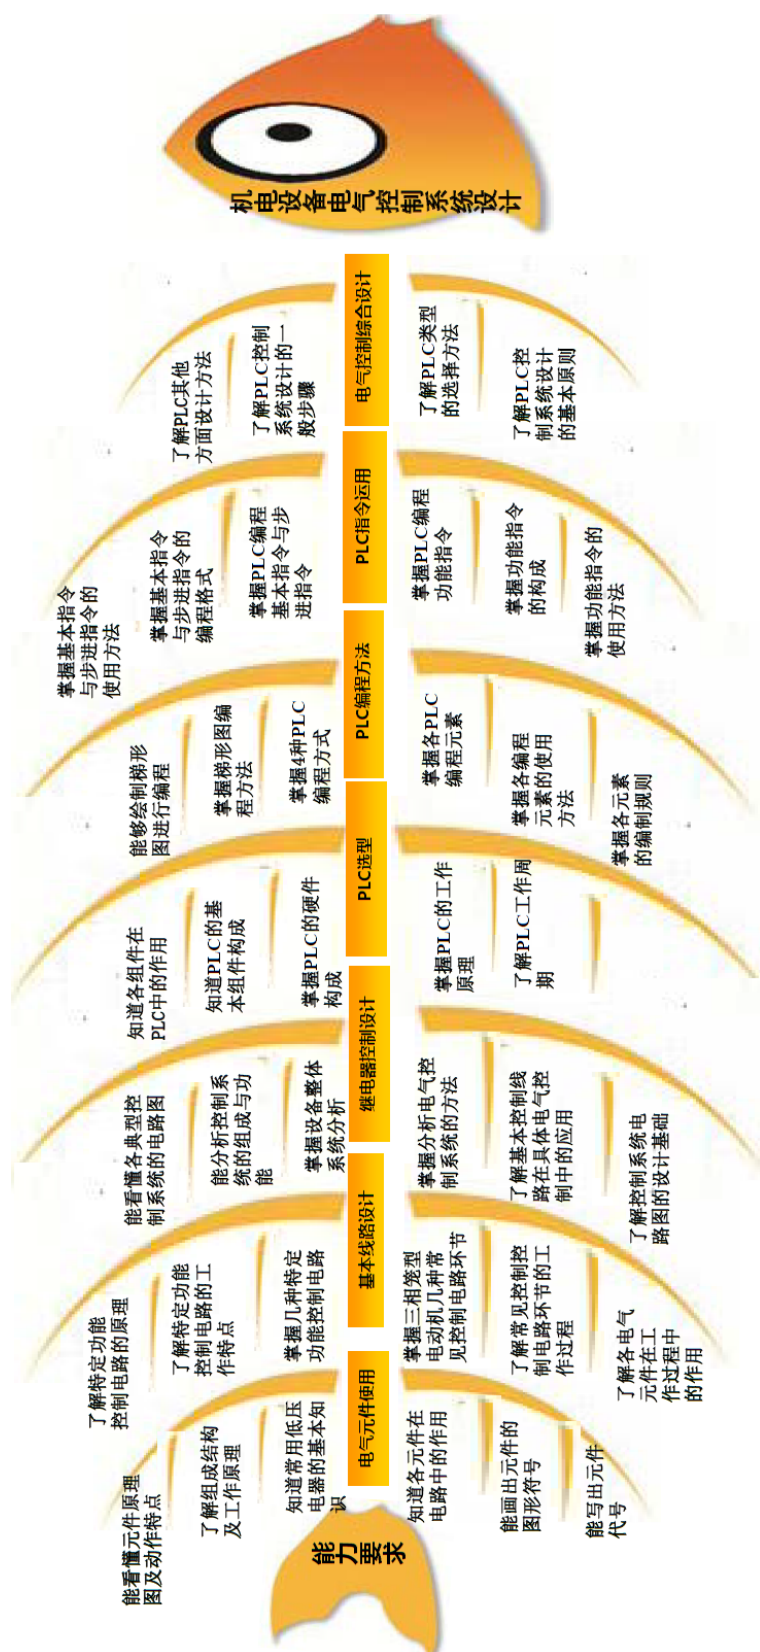 机电设备电气控制系统设计
电气控制综合设计
了解PLC其他
方面设计方法
了解PLC控制
系统设计的一
般步骤
了解PLC类型
的选择方法
了解PLC控
制系统设计
的基本原则
PLC指令运用
掌握基本指令
与步进指令的
使用方法
掌握基本指令
与步进指令的
编程格式
掌握PLC编程
基本指令与步
进指令
掌握PLC编程
功能指令
掌握功能指令
的构成
掌握功能指令的
使用方法
PLC编程方法
能够绘制梯形
图进行编程
掌握梯形图编
程方法
掌握4种PLC
编程方式
掌握各PLC
编程元素
掌握各编程
元素的使用
方法
掌握各元素
的编制规则
PLC选型
知道各组件在
PLC中的作用
知道PLC的基
本组件构成
掌握PLC的硬件
构成
掌握PLC的工作
原理
了解PLC工作周
期
继电器控制设计
能看懂各典型控
制系统的电路图
能分析控制系
统的组成与功
能
掌握设备整体
系统分析
掌握分析电气控
制系统的方法
了解基本控制线
路在具体电气控
制中的应用
了解控制系统电
路图的设计基础
基本线路设计
了解特定功能
控制电路的原理
了解特定功能
控制电路的工
作特点
掌握几种特定
功能控制电路
掌握三相笼型
电动机几种常
见控制电路环节
了解常见控制控
制电路环节的工
作过程
了解各电气
元件在工
作过程中
的作用
电气元件使用
能看懂元件原理
图及动作特点
了解组成结构
及工作原理
知道常用低压
电器的基本知
识
知道各元件在
电路中的作用
能画出元件的
图形符号
能写出元件
代号
能力
要求